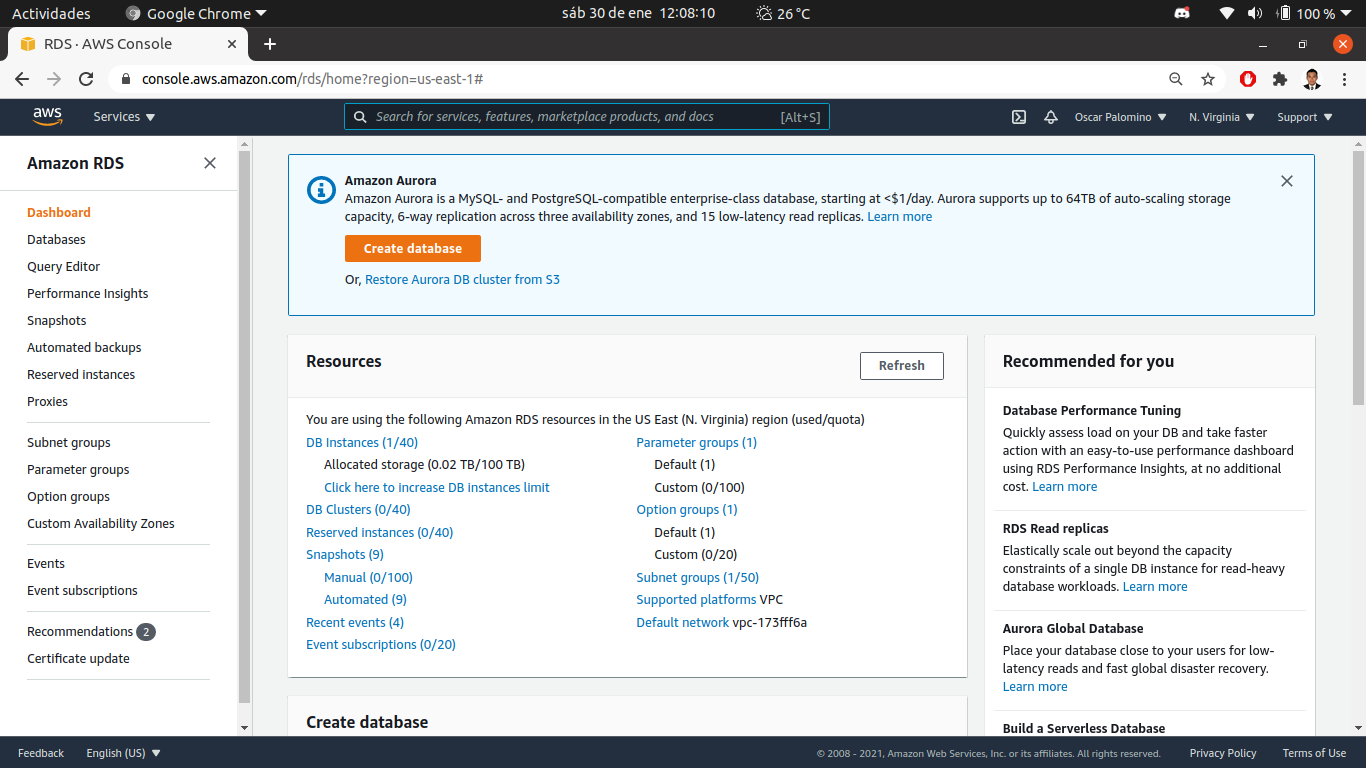 Actividades
Google Chrome
sáb 30 de ene 12:08:10
26 °C
100 %
RDS · AWS Console
console.aws.amazon.com/rds/home?region=us-east-1#
aws
Services
Search for services, features, marketplace products, and docs
[Alt+S]
Oscar Palomino
N. Virginia
Support
Amazon RDS
Dashboard
Databases
Query Editor
Performance Insights
Snapshots
Automated backups
Reserved instances
Proxies
Subnet groups
Parameter groups
Option groups
Custom Availability Zones
Events
Event subscriptions
Recommendations 2
Certificate update
Amazon Aurora
Amazon Aurora is a MySQL- and PostgreSQL-compatible enterprise-class database, starting at <$1/day. Aurora supports up to 64TB of auto-scaling storage
capacity, 6-way replication across three availability zones, and 15 low-latency read replicas. Learn more
Create database
Or, Restore Aurora DB cluster from S3
Resources
Refresh
You are using the following Amazon RDS resources in the US East (N. Virginia) region (used/quota)
DB Instances (1/40)
Allocated storage (0.02 TB/100 TB)
Click here to increase DB instances limit
DB Clusters (0/40)
Reserved instances (0/40)
Snapshots (9)
Manual (0/100)
Automated (9)
Recent events (4)
Event subscriptions (0/20)
Parameter groups (1)
Default (1)
Custom (0/100)
Option groups (1)
Default (1)
Custom (0/20)
Subnet groups (1/50)
Supported platforms VPC
Default network vpc-173fff6a
Create database
Recommended for you
Database Performance Tuning
Quickly assess load on your DB and take faster
action with an easy-to-use performance dashboard
using RDS Performance Insights, at no additional
cost. Learn more
RDS Read replicas
Elastically scale out beyond the capacity
constraints of a single DB instance for read-heavy
database workloads. Learn more
Aurora Global Database
Place your database close to your users for low-
latency reads and fast global disaster recovery.
Learn more
Build a Serverless Database
Feedback
English (US)
© 2008 - 2021, Amazon Web Services, Inc. or its affiliates. All rights reserved.
Privacy Policy
Terms of Use